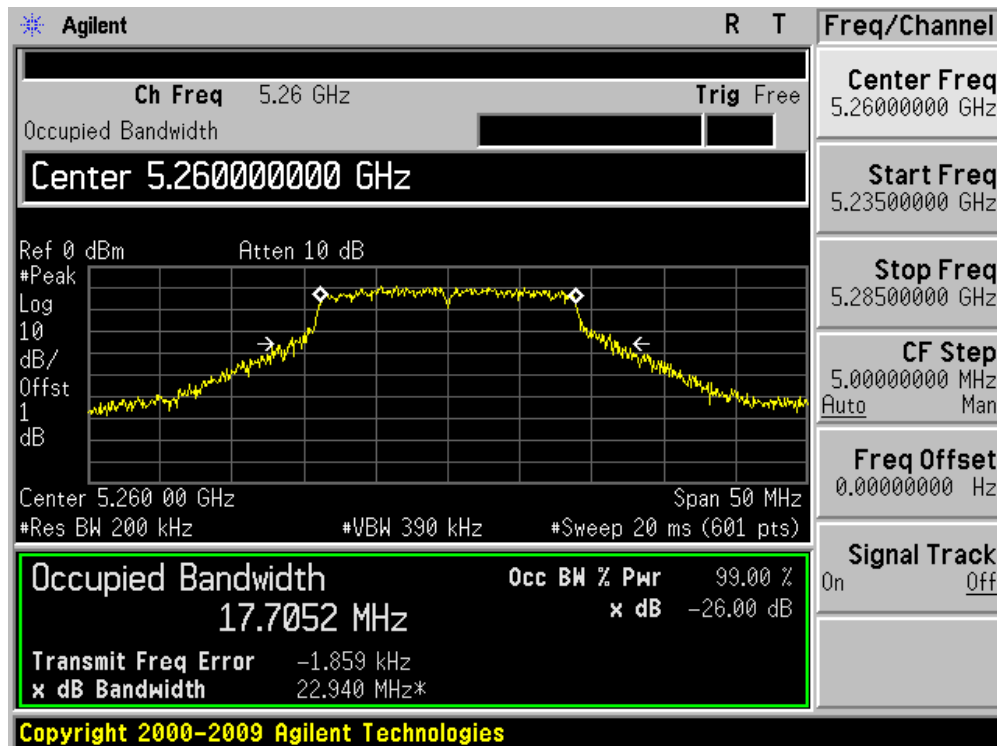 Agilent R T
Freq/Channel
Ch Freq 5.26 GHz Trig Free
Occupied Bandwidth
Center 5.260000000 GHz
Ref 0 dBm Atten 10 dB
#Peak
Log
10
dB/
Offst
1
dB
Center 5.260 00 GHz Span 50 MHz
#Res BW 200 kHz #VBW 390 kHz #Sweep 20 ms (601 pts)
Occupied Bandwidth
17.7052 MHz
Occ BW % Pwr 99.00 %
x dB -26.00 dB
Transmit Freq Error -1.859 kHz
x dB Bandwidth 22.940 MHz*
Copyright 2000-2009 Agilent Technologies
Center Freq
5.26000000 GHz
Start Freq
5.23500000 GHz
Stop Freq
5.28500000 GHz
CF Step
5.00000000 MHz
Auto Man
Freq Offset
0.00000000 Hz
Signal Track
On Off